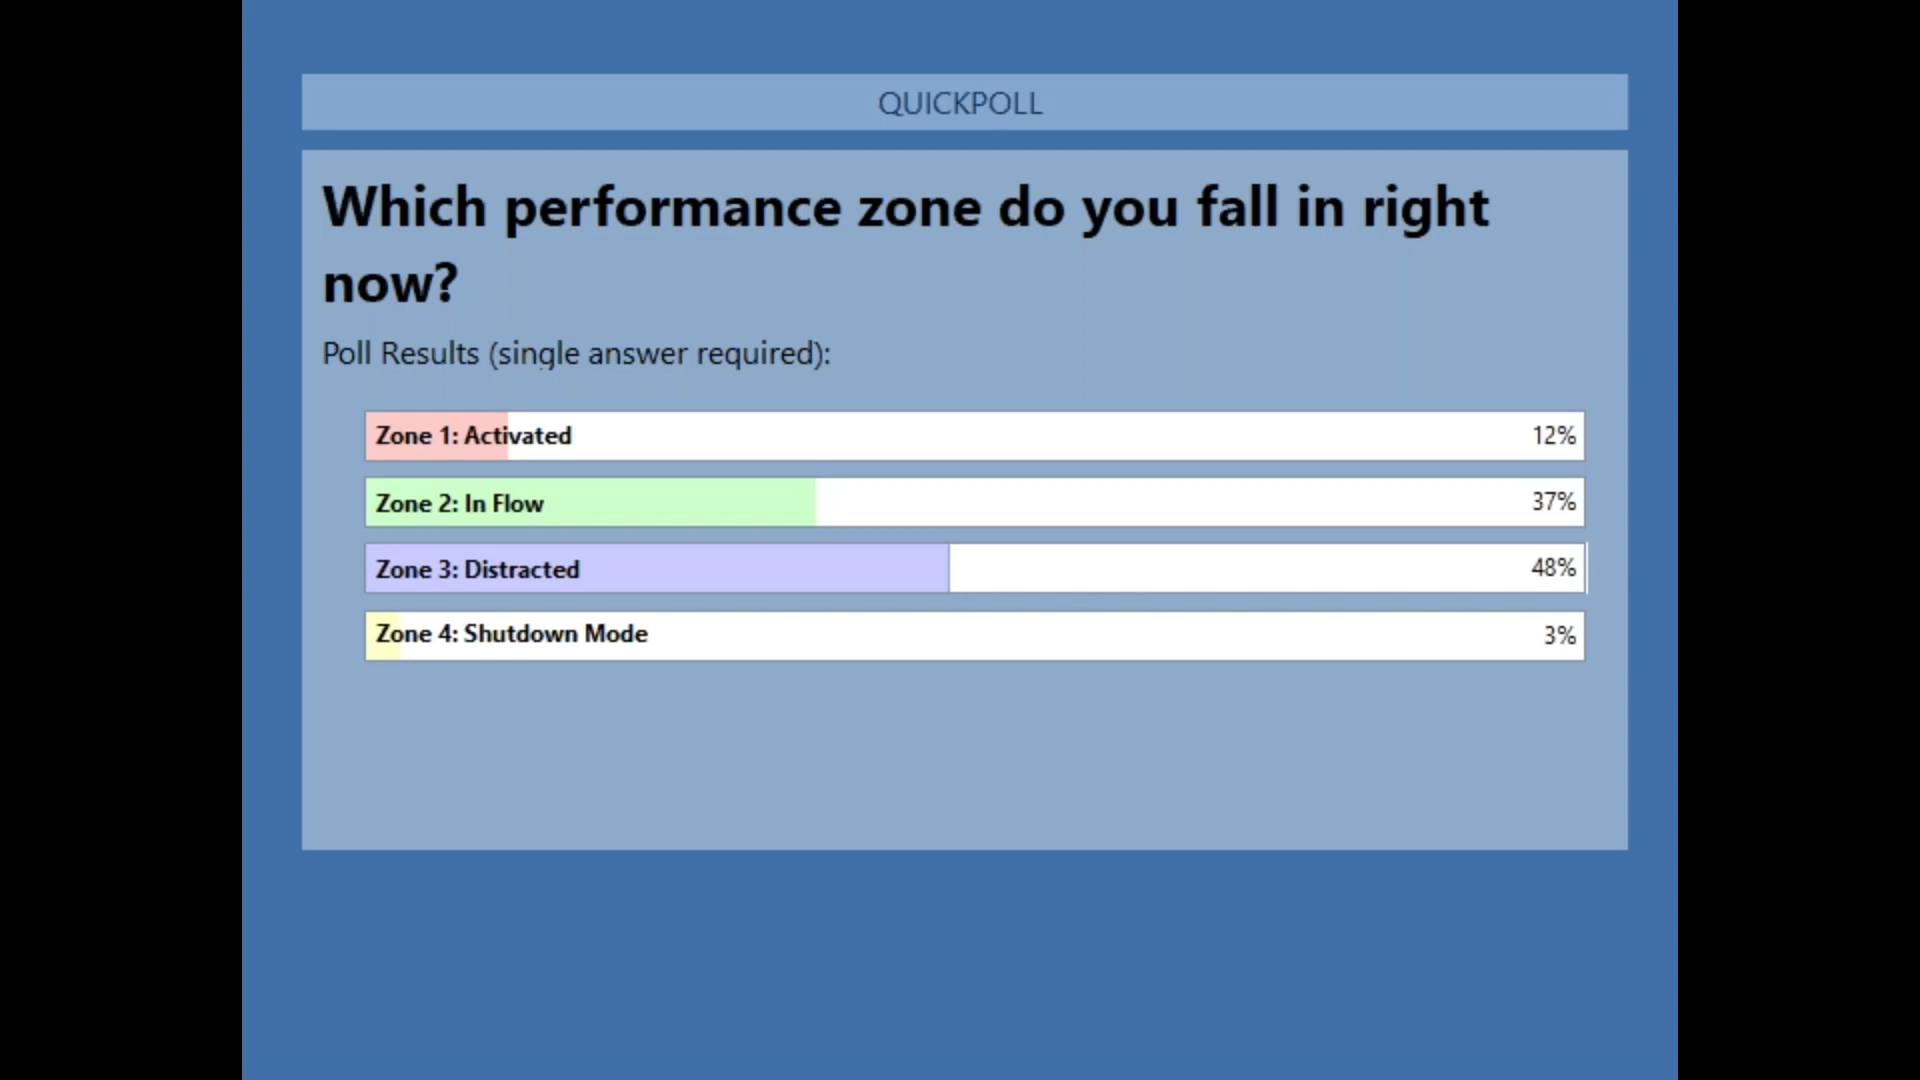 QUICKPOLL
Which performance zone do you fall in right
now?
Poll Results (single answer required):
Zone 1: Activated 12%
Zone 2: In Flow 37%
Zone 3: Distracted 48%
Zone 4: Shutdown Mode 3%